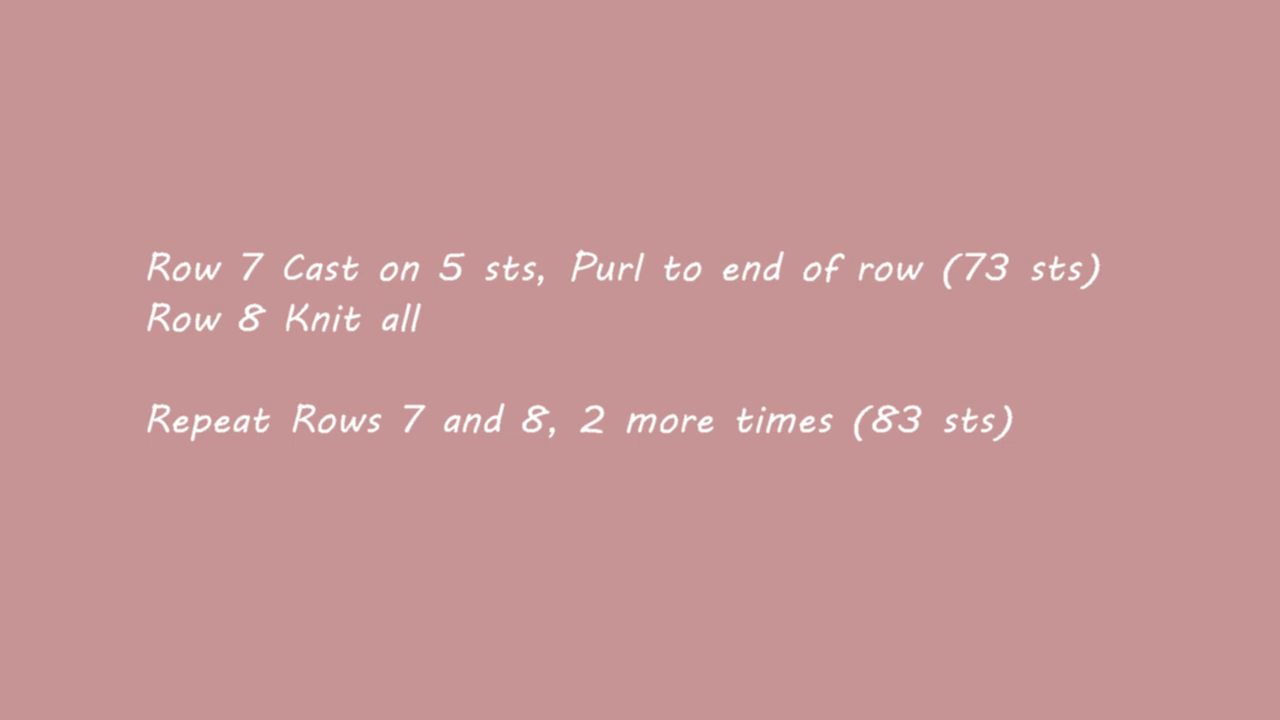 Row 7 Cast on 5 sts, Purl to end of row (73 sts)
Row 8 Knit all
Repeat Rows 7 and 8, 2 more times (83 sts)